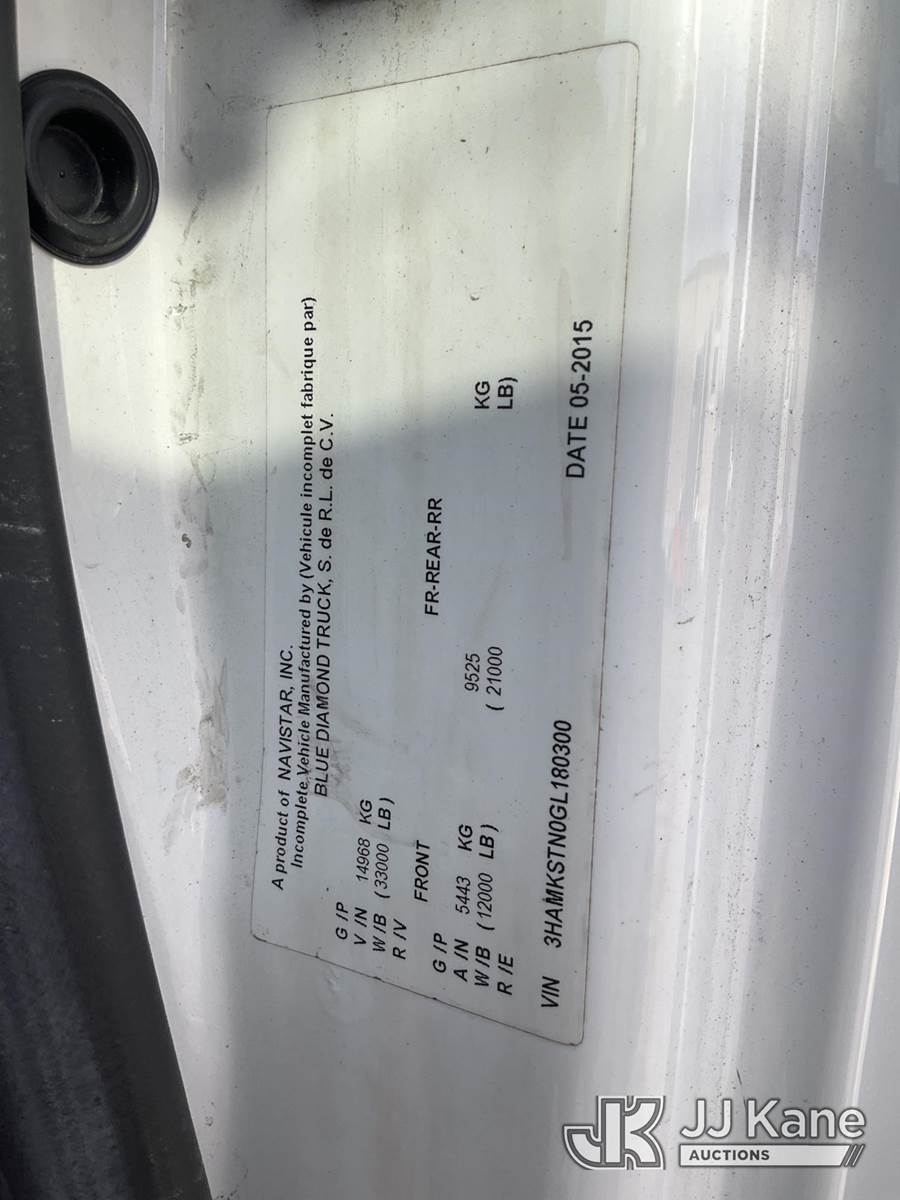 A product of NAVISTAR, INC.
Incomplete Vehicle Manufactured by (Vehicule incomplet fabrique par)
BLUE DIAMOND TRUCK, S. de R.L. de C.V.
G /P
V /N 14968 KG
W /B (33000 LB)
R /V
FRONT FR-REAR-RR
G /P
A /N 5443 KG 9525 KG
W /B (12000 LB) ( 21000 LB)
R /E
VIN 3HAMKSTN0GL180300 DATE 05-2015
JK JJ Kane
AUCTIONS